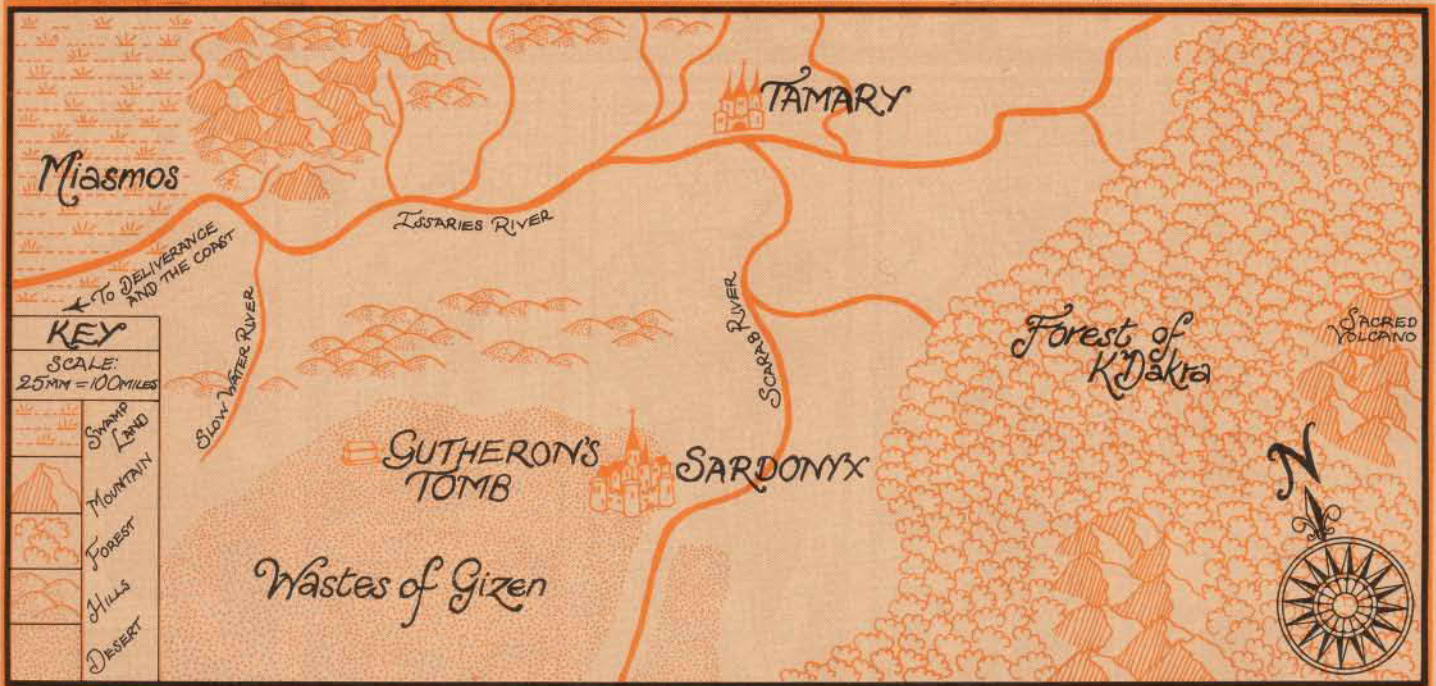 TAMARY
Miasmos
ISSARIES RIVER
TO DELIVERANCE
AND THE COAST
KEY
SCALE:
25MM = 100MILES
SWAMP
LAND
MOUNTAIN
FOREST
HILLS
DESERT
SLOW WATER RIVER
SCARAB RIVER
Forest of
K'Dakra
SACRED
VOLCANO
GUTHERON'S
TOMB
SARDONYX
Wastes of Gizen
N